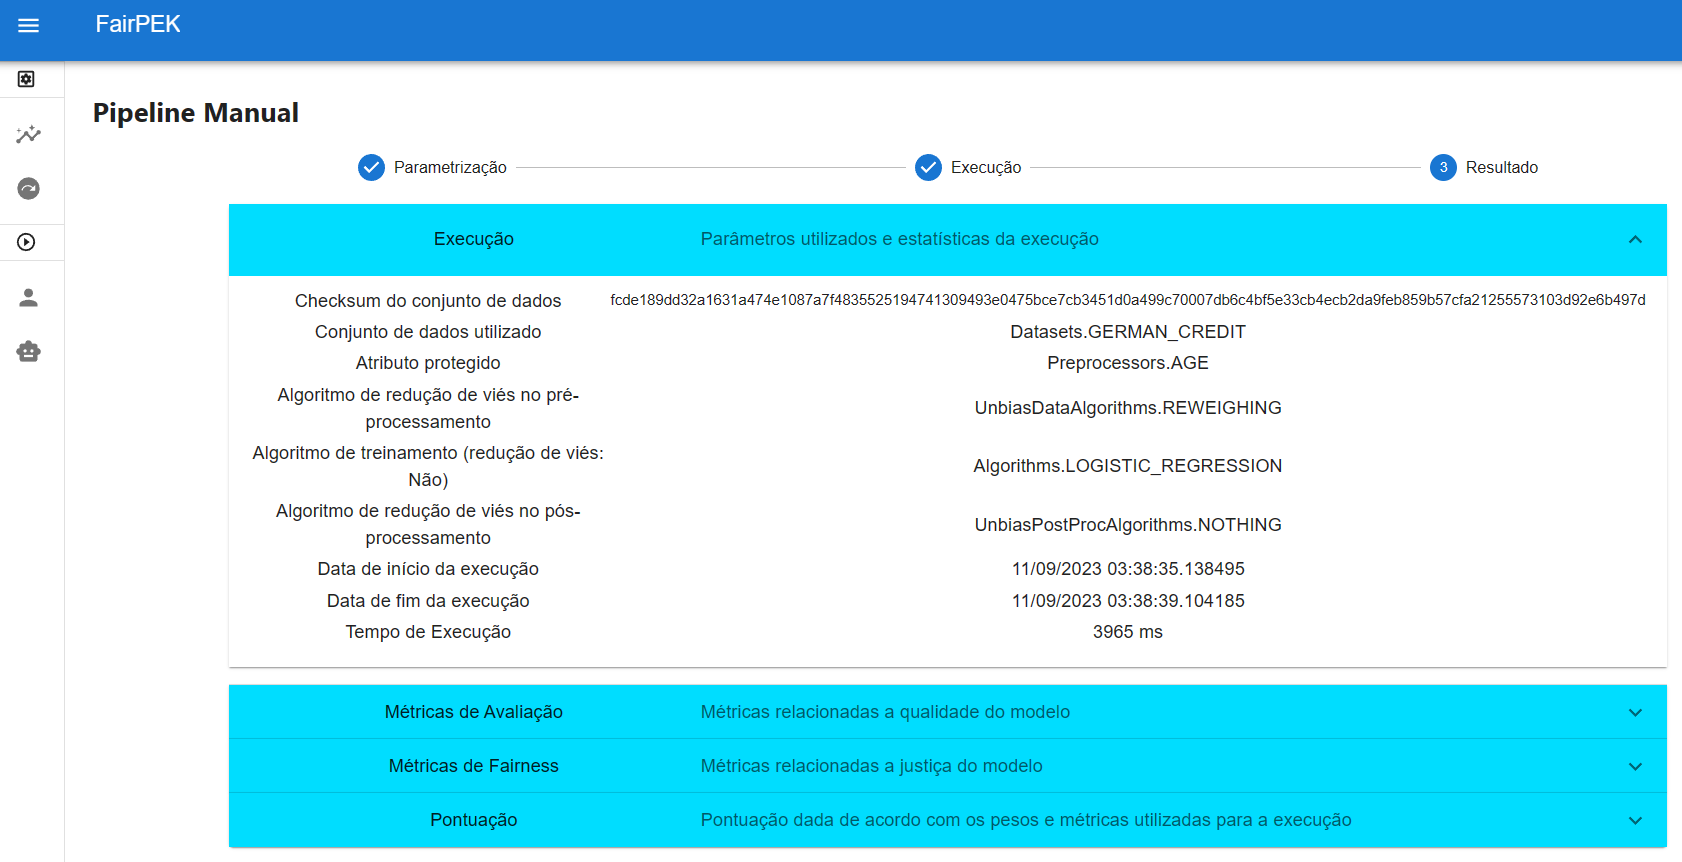 FairPEK
Pipeline Manual
Parametrização
Execução
3 Resultado
Execução Parâmetros utilizados e estatísticas da execução
Checksum do conjunto de dados fcde189dd32a1631a474e1087a7f4835525194741309493e0475bce7cb3451d0a499c70007db6c4bf5e33cb4ecb2da9feb859b57cfa21255573103d92e6b497d
Conjunto de dados utilizado Datasets.GERMAN_CREDIT
Atributo protegido Preprocessors.AGE
Algoritmo de redução de viés no pré-
processamento
UnbiasDataAlgorithms.REWEIGHING
Algoritmo de treinamento (redução de viés:
Não)
Algorithms.LOGISTIC_REGRESSION
Algoritmo de redução de viés no pós-
processamento
UnbiasPostProcAlgorithms.NOTHING
Data de início da execução 11/09/2023 03:38:35.138495
Data de fim da execução 11/09/2023 03:38:39.104185
Tempo de Execução 3965 ms
Métricas de Avaliação Métricas relacionadas a qualidade do modelo
Métricas de Fairness Métricas relacionadas a justiça do modelo
Pontuação Pontuação dada de acordo com os pesos e métricas utilizadas para a execução